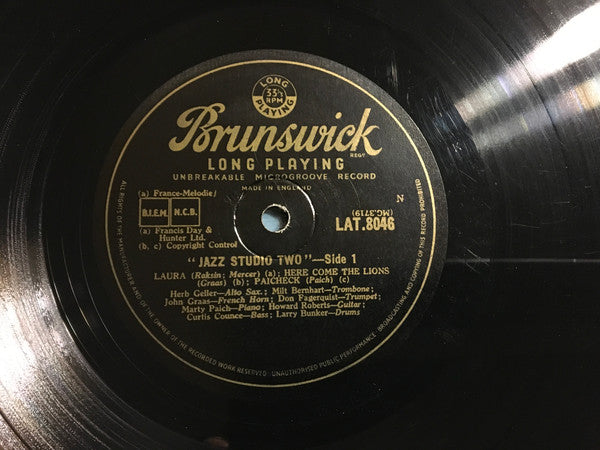 LONG
33⅓
RPM
PLAYING
Brunswick
REGD
LONG PLAYING
UNBREAKABLE MICROGROOVE RECORD
MADE IN ENGLAND
(a) France-Melodie
B.I.E.M. N.C.B.
(a) Francis Day &
Hunter Ltd.
(b, c) Copyright Control
N
(MG.3719)
LAT.8046
"JAZZ STUDIO TWO"—Side 1
LAURA (Raksin; Mercer) (a); HERE COME THE LIONS
(Graas) (b); PAICHECK (Paich) (c)
Herb Geller—Alto Sax.; Milt Bernhart—Trombone;
John Graas—French Horn; Don Fagerquist—Trumpet;
Marty Paich—Piano; Howard Roberts—Guitar;
Curtis Counce—Bass; Larry Bunker—Drums
ALL RIGHTS OF THE MANUFACTURER AND OF THE OWNER OF THE RECORDED WORK RESERVED UNAUTHORISED PUBLIC PERFORMANCE, BROADCASTING AND COPYING OF THIS RECORD PROHIBITED